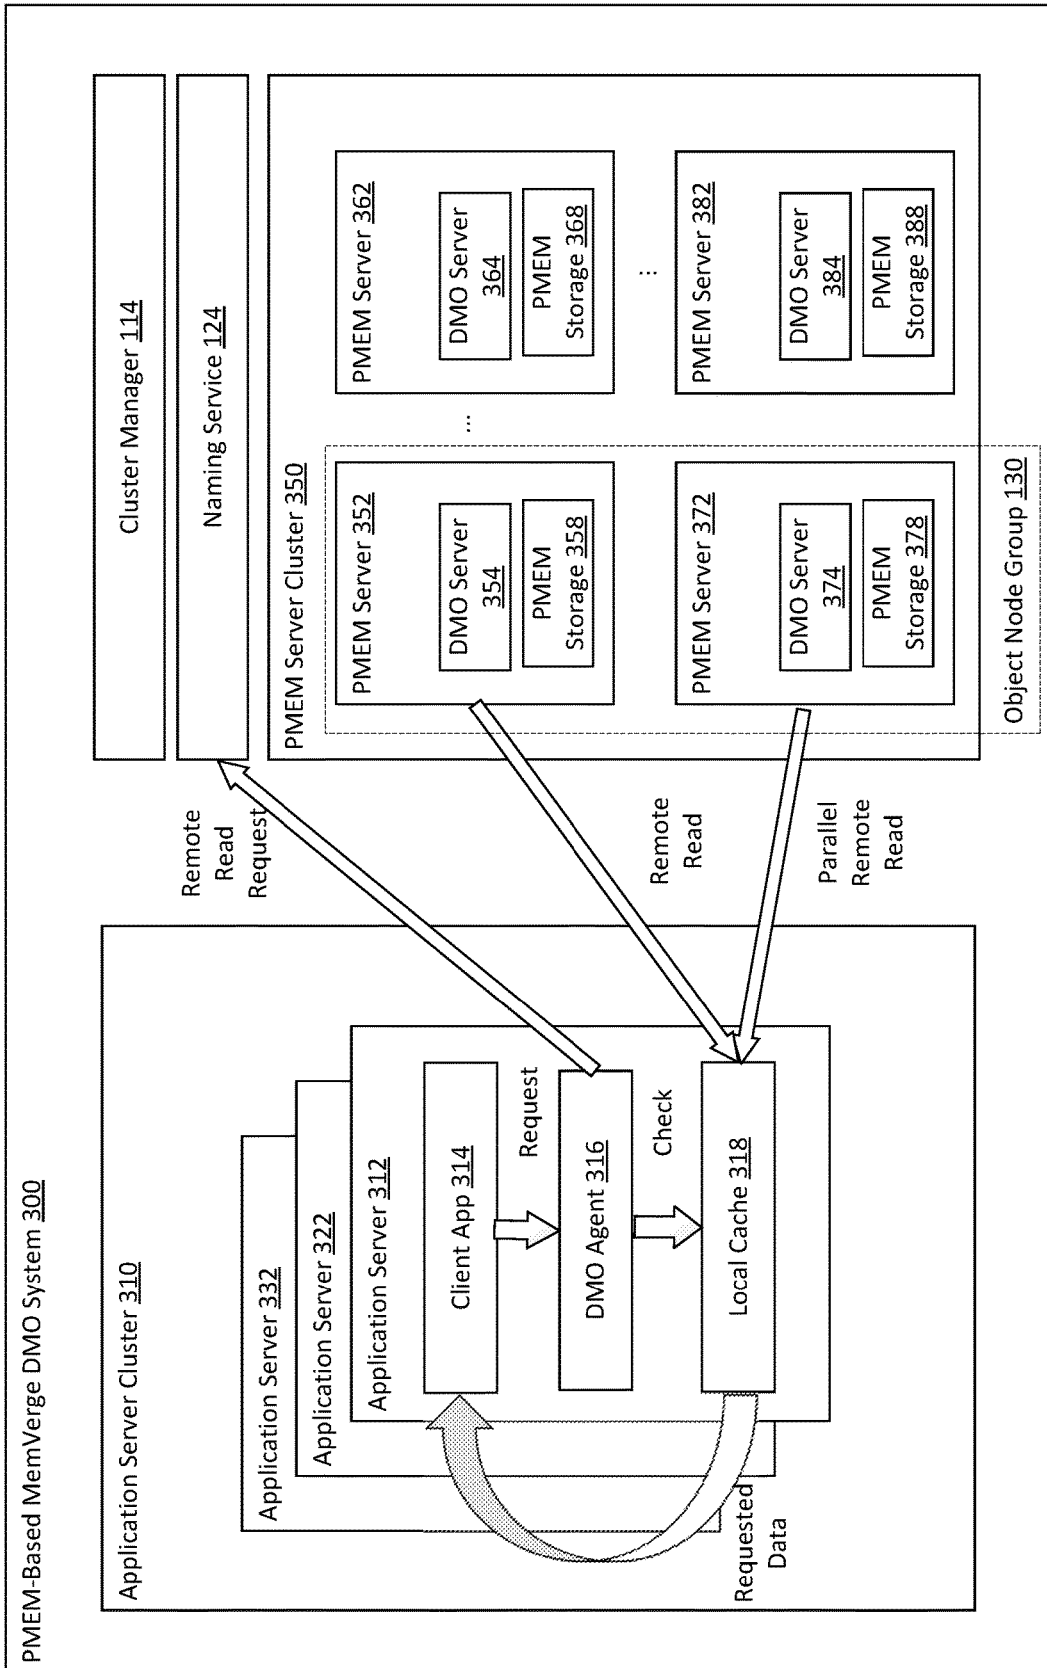 PMEM-Based MemVerge DMO System 300
Application Server Cluster 310
Application Server 332
Application Server 322
Application Server 312
Client App 314
Request
DMO Agent 316
Check
Local Cache 318
Requested
Data
Remote
Read
Request
Remote
Read
Parallel
Remote
Read
Cluster Manager 114
Naming Service 124
PMEM Server Cluster 350
PMEM Server 352
DMO Server
354
PMEM
Storage 358
...
PMEM Server 362
DMO Server
364
PMEM
Storage 368
...
PMEM Server 372
DMO Server
374
PMEM
Storage 378
PMEM Server 382
DMO Server
384
PMEM
Storage 388
Object Node Group 130